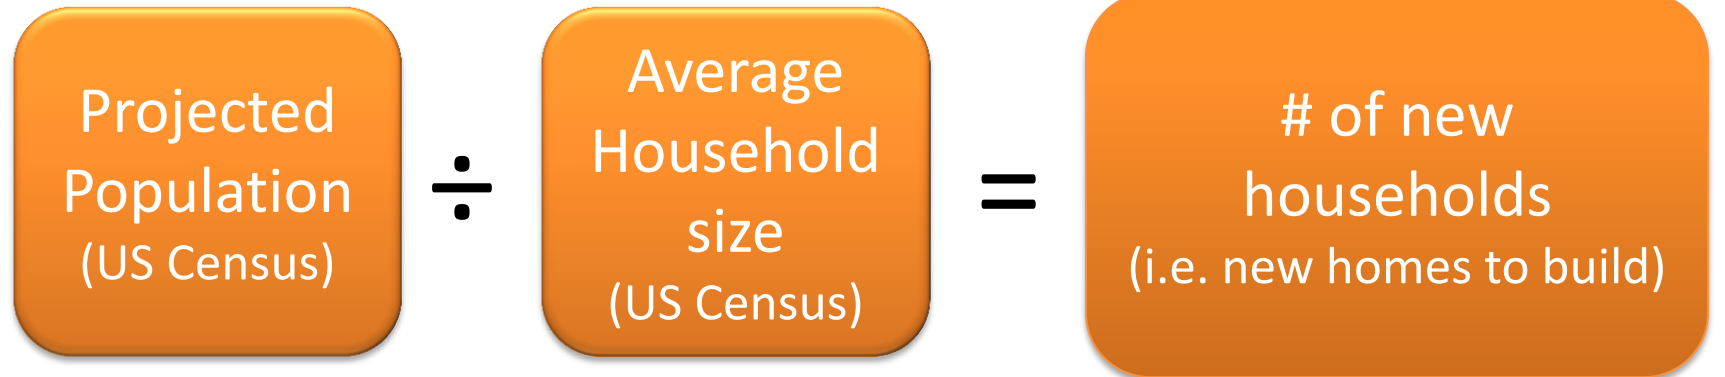 Projected
Population
(US Census)
÷
Average
Household
size
(US Census)
=
# of new
households
(i.e. new homes to build)